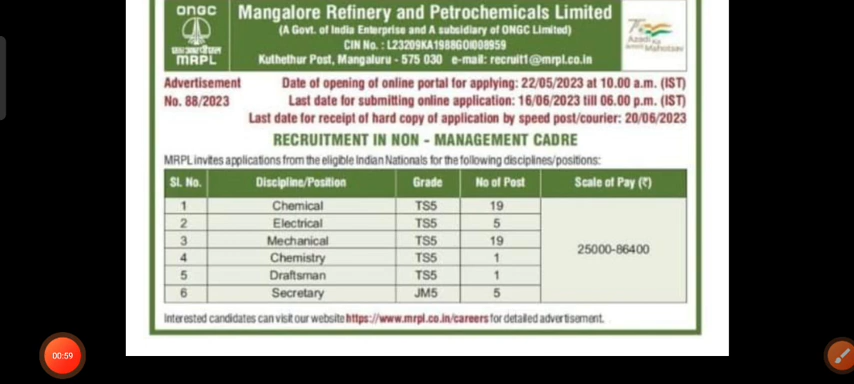 ONGC
MRPL
Mangalore Refinery and Petrochemicals Limited
(A Govt. of India Enterprise and A subsidiary of ONGC Limited)
CIN No. : L23209KA1988GOI008959
Kuthethur Post, Mangaluru - 575 030 e-mail: recruit1@mrpl.co.in
Azadi Ka
Amrit Mahotsav
Advertisement
No. 88/2023
Date of opening of online portal for applying: 22/05/2023 at 10.00 a.m. (IST)
Last date for submitting online application: 16/06/2023 till 06.00 p.m. (IST)
Last date for receipt of hard copy of application by speed post/courier: 20/06/2023
RECRUITMENT IN NON - MANAGEMENT CADRE
MRPL invites applications from the eligible Indian Nationals for the following disciplines/positions:
Sl. No. Discipline/Position Grade No of Post Scale of Pay (₹)
1 Chemical TS5 19
2 Electrical TS5 5
3 Mechanical TS5 19
25000-86400
4 Chemistry TS5 1
5 Draftsman TS5 1
6 Secretary JM5 5
Interested candidates can visit our website https://www.mrpl.co.in/careers for detailed advertisement.
00:59